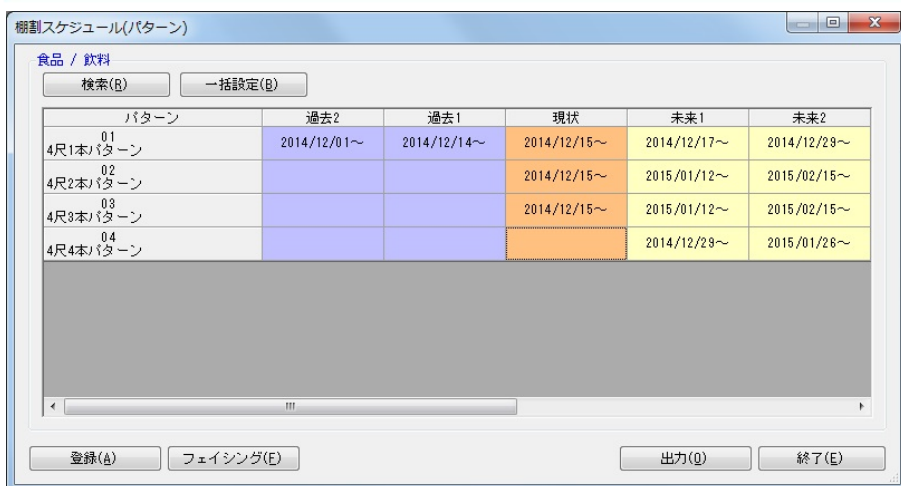 棚割スケジュール(パターン)
食品 / 飲料
検索(R) 一括設定(B)
パターン 過去2 過去1 現状 未来1 未来2
01
4尺1本パターン 2014/12/01～ 2014/12/14～ 2014/12/15～ 2014/12/17～ 2014/12/29～
02
4尺2本パターン 2014/12/15～ 2015/01/12～ 2015/02/15～
03
4尺3本パターン 2014/12/15～ 2015/01/12～ 2015/02/15～
04
4尺4本パターン 2014/12/29～ 2015/01/26～
登録(A) フェイシング(F) 出力(O) 終了(E)